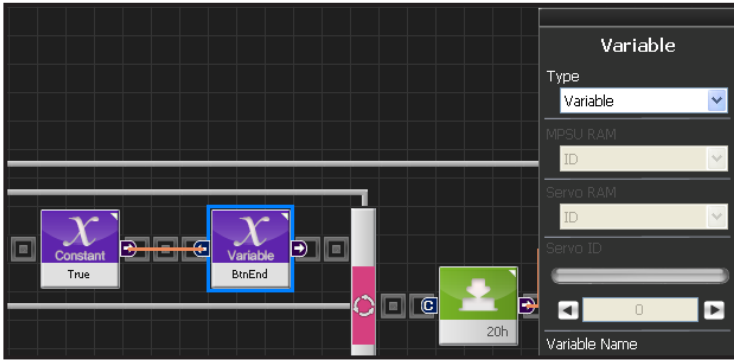 Variable
Type
Variable
MPSU RAM
ID
Servo RAM
ID
Servo ID
0
Variable Name
x
Constant
True
C
x
Variable
BtnEnd
C
20h